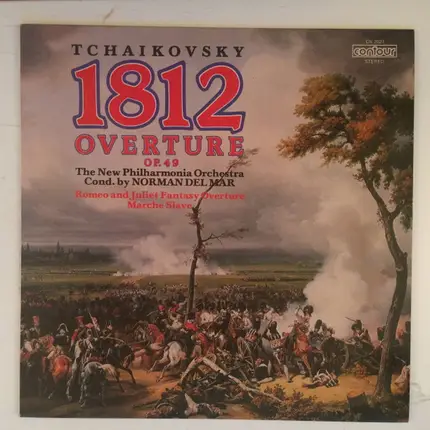 TCHAIKOVSKY
contour
STEREO
1812
OVERTURE
OP. 49
The New Philharmonia Orchestra
Cond. by NORMAN DEL MAR
Romeo and Juliet Fantasy Overture
Marche Slave